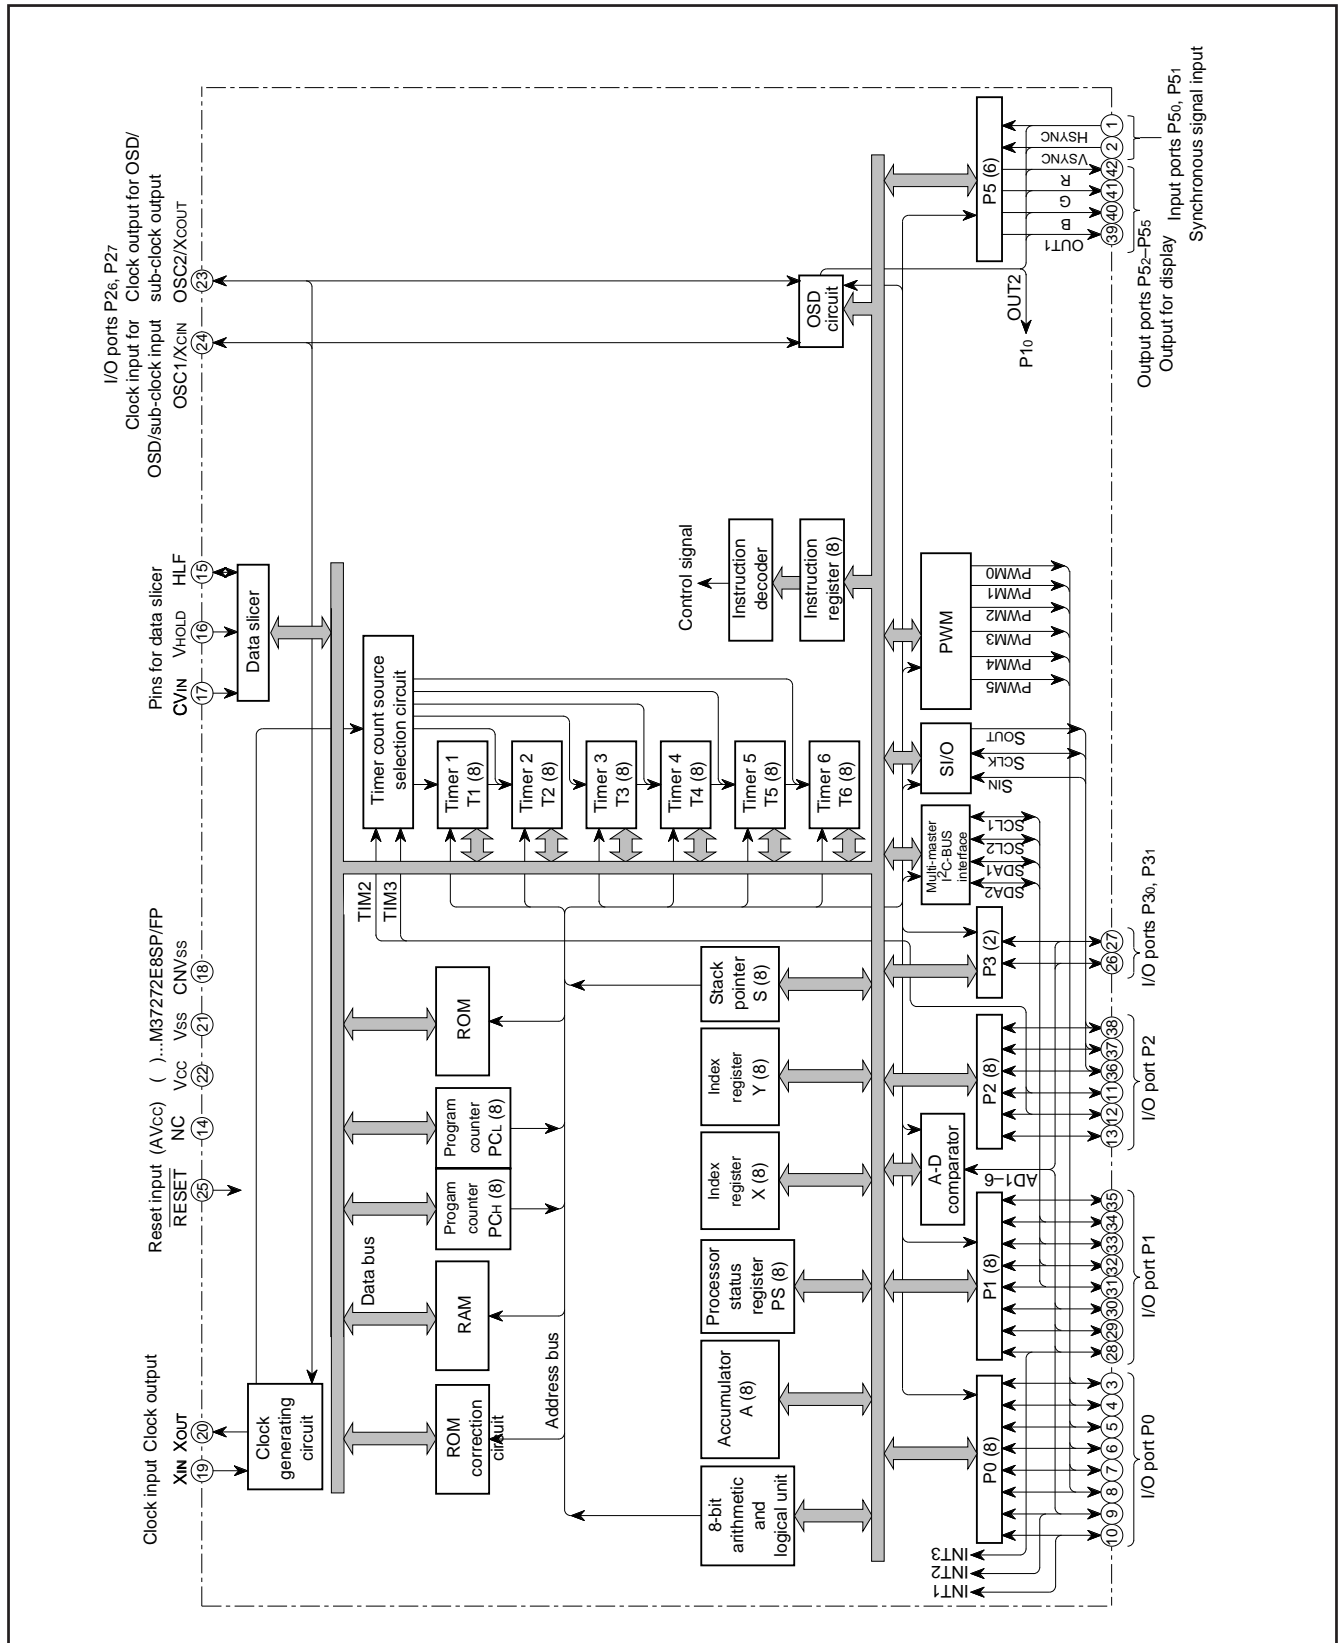 Clock input
Clock output
XIN
XOUT
19
20
Reset input
RESET
25
(AVCC)
NC
14
( )...M37272E8SP/FP
VCC
VSS
CNVSS
22
21
18
Pins for data slicer
CVIN
VHOLD
HLF
17
16
15
I/O ports P26, P27
Clock input for
OSD/sub-clock input
OSC1/XCIN
24
Clock output for OSD/
sub-clock output
OSC2/XCOUT
23
Clock
generating
circuit
Data slicer
Data bus
ROM
correction
circuit
RAM
Progam
counter
PCH (8)
Program
counter
PCL (8)
ROM
TIM2
TIM3
Timer count source
selection circuit
Timer 1
T1 (8)
Timer 2
T2 (8)
Timer 3
T3 (8)
Timer 4
T4 (8)
Timer 5
T5 (8)
Timer 6
T6 (8)
Address bus
8-bit
arithmetic
and
logical unit
Accumulator
A (8)
Processor
status
register
PS (8)
Index
register
X (8)
Index
register
Y (8)
Stack
pointer
S (8)
Control signal
Instruction
decoder
Instruction
register (8)
OSD
circuit
P0 (8)
P1 (8)
A-D
comparator
AD1–6
P2 (8)
P3 (2)
Multi-master
I2C-BUS
interface
SDA2
SDA1
SCL2
SCL1
SI/O
SIN
SCLK
SOUT
PWM
PWM5
PWM4
PWM3
PWM2
PWM1
PWM0
P5 (6)
OUT2
P10
OUT1
B
G
R
VSYNC
HSYNC
INT1
INT2
INT3
10
9
8
7
6
5
4
3
I/O port P0
28
29
30
31
32
33
34
35
I/O port P1
13
12
11
36
37
38
I/O port P2
26
27
I/O ports P30, P31
39
40
41
42
2
1
Output ports P52–P55
Output for display
Input ports P50, P51
Synchronous signal input